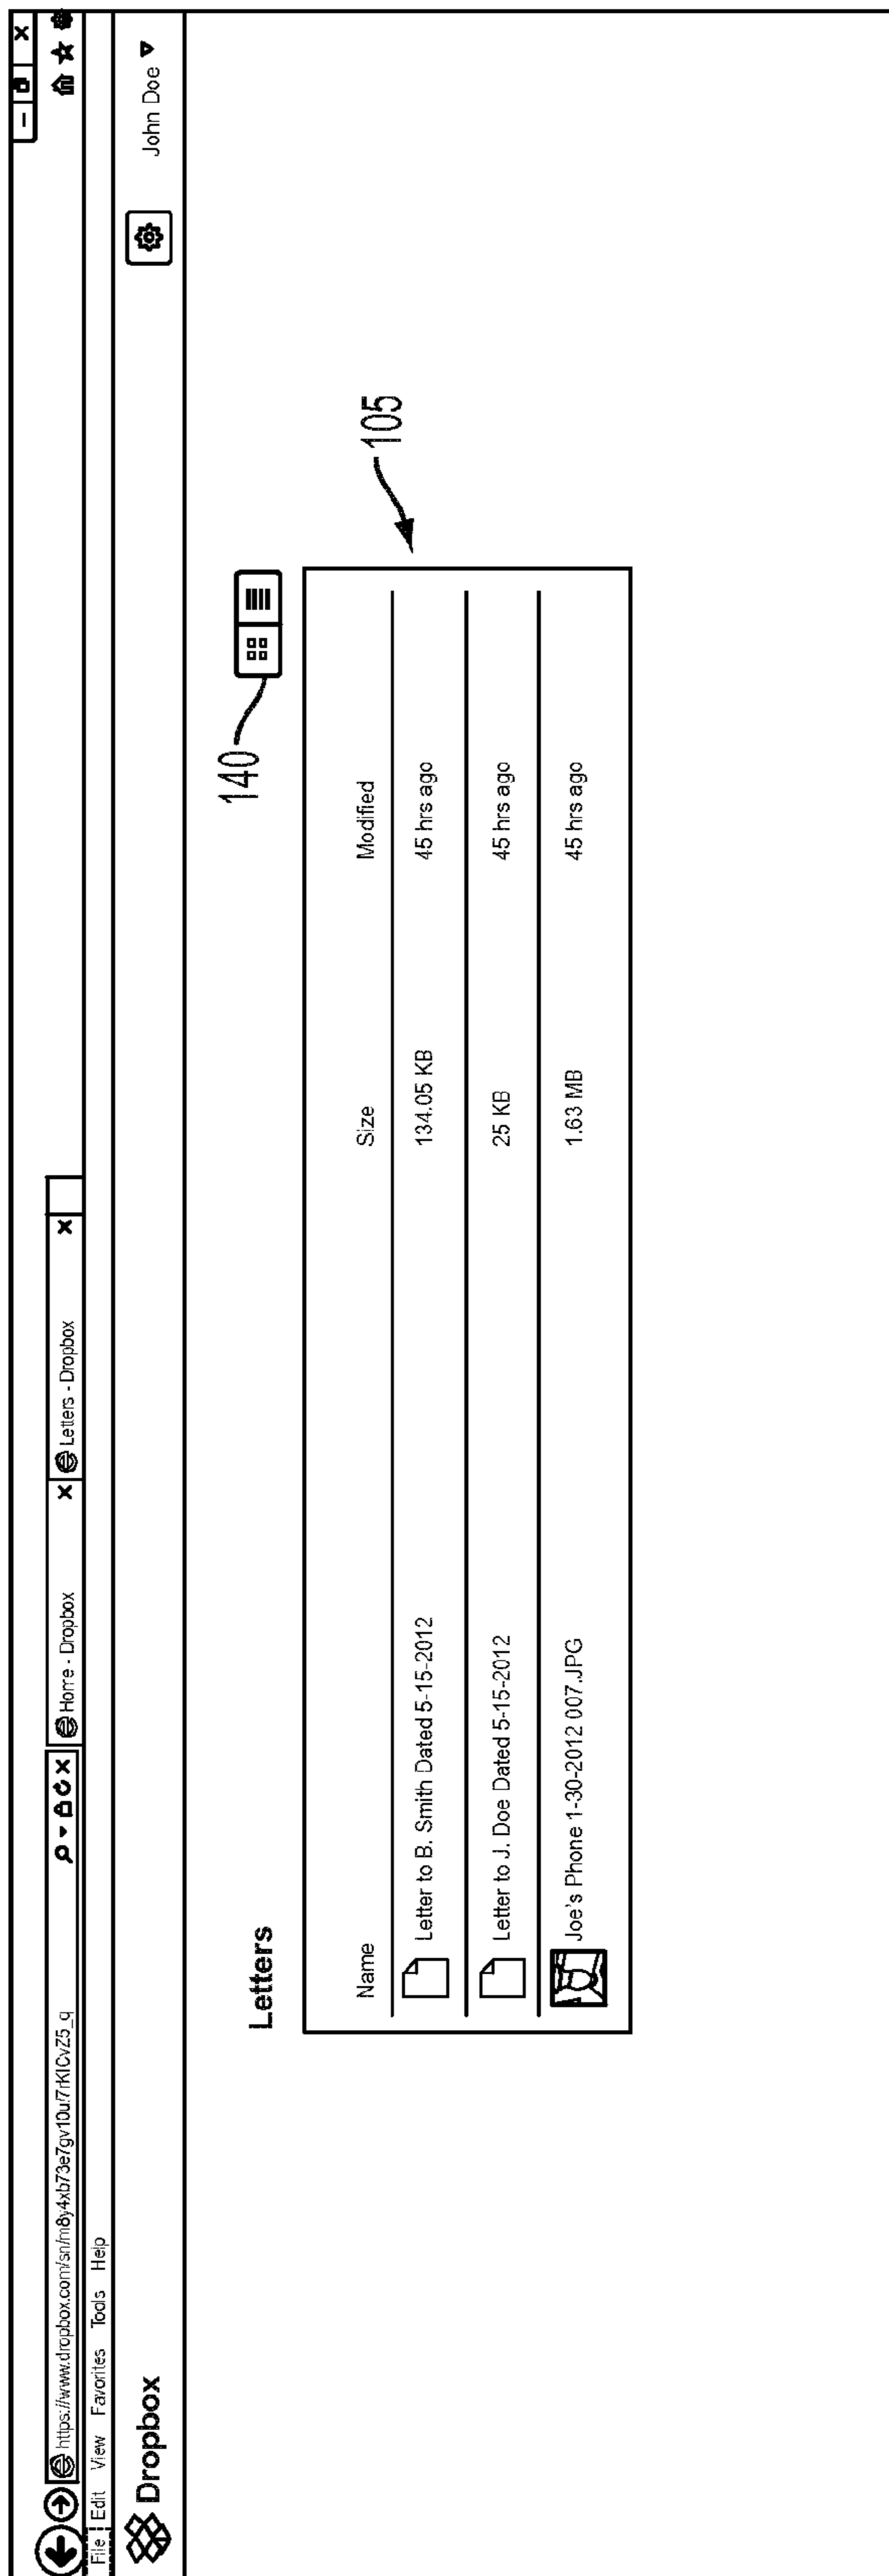 https://www.dropbox.com/sn/m8y4xb73e7gv10u/7rKICvZ5_q
Home - Dropbox
Letters - Dropbox
File Edit View Favorites Tools Help
Dropbox
John Doe
Letters
140
105
Name Size Modified
Letter to B. Smith Dated 5-15-2012 134.05 KB 45 hrs ago
Letter to J. Doe Dated 5-15-2012 25 KB 45 hrs ago
Joe's Phone 1-30-2012 007.JPG 1.63 MB 45 hrs ago